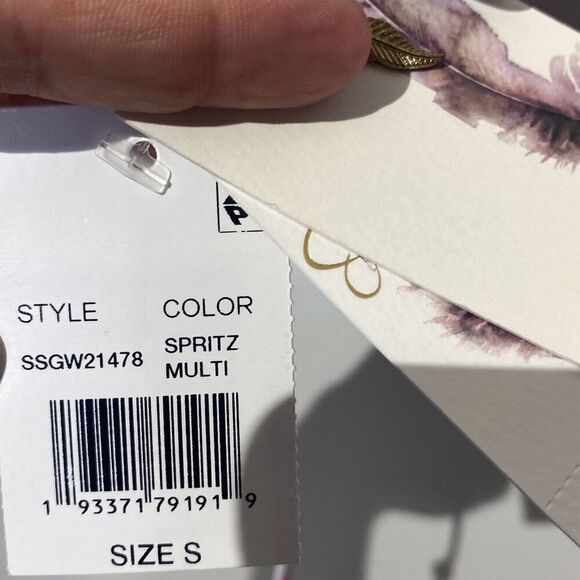 P
STYLE COLOR
SSGW21478 SPRITZ
MULTI
1 93371 79191 9
SIZE S